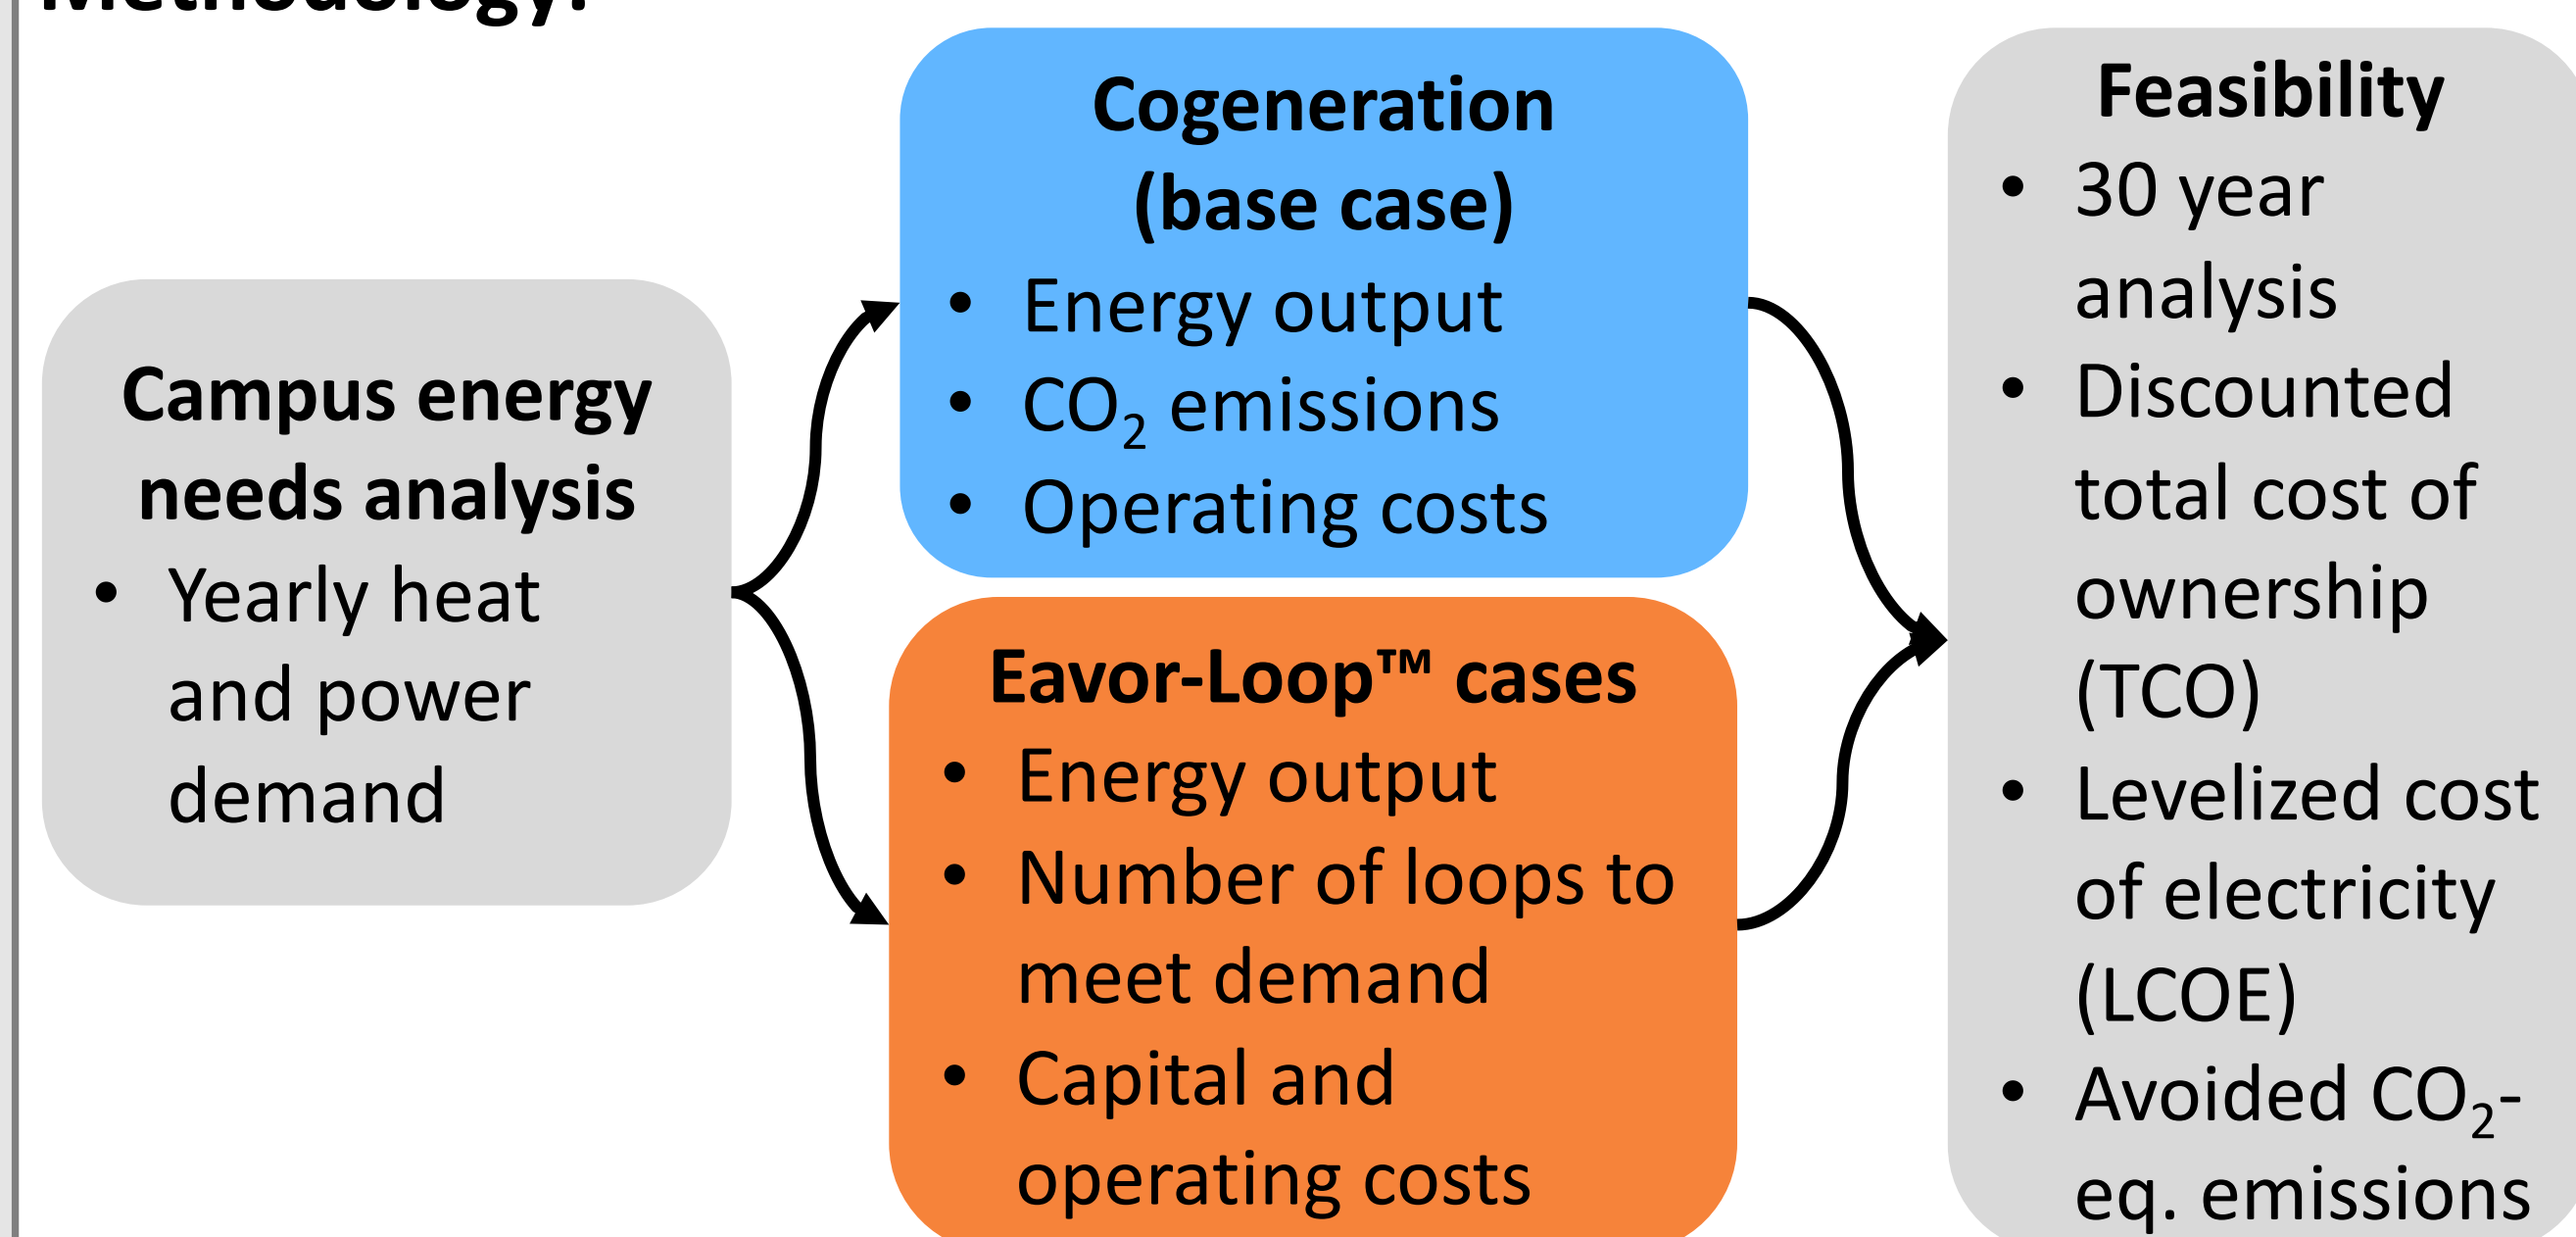 Methodology:
Campus energy
needs analysis
• Yearly heat
and power
demand
Cogeneration
(base case)
• Energy output
• CO₂ emissions
• Operating costs
Eavor-Loop™ cases
• Energy output
• Number of loops to
meet demand
• Capital and
operating costs
Feasibility
• 30 year
analysis
• Discounted
total cost of
ownership
(TCO)
• Levelized cost
of electricity
(LCOE)
• Avoided CO₂-
eq. emissions